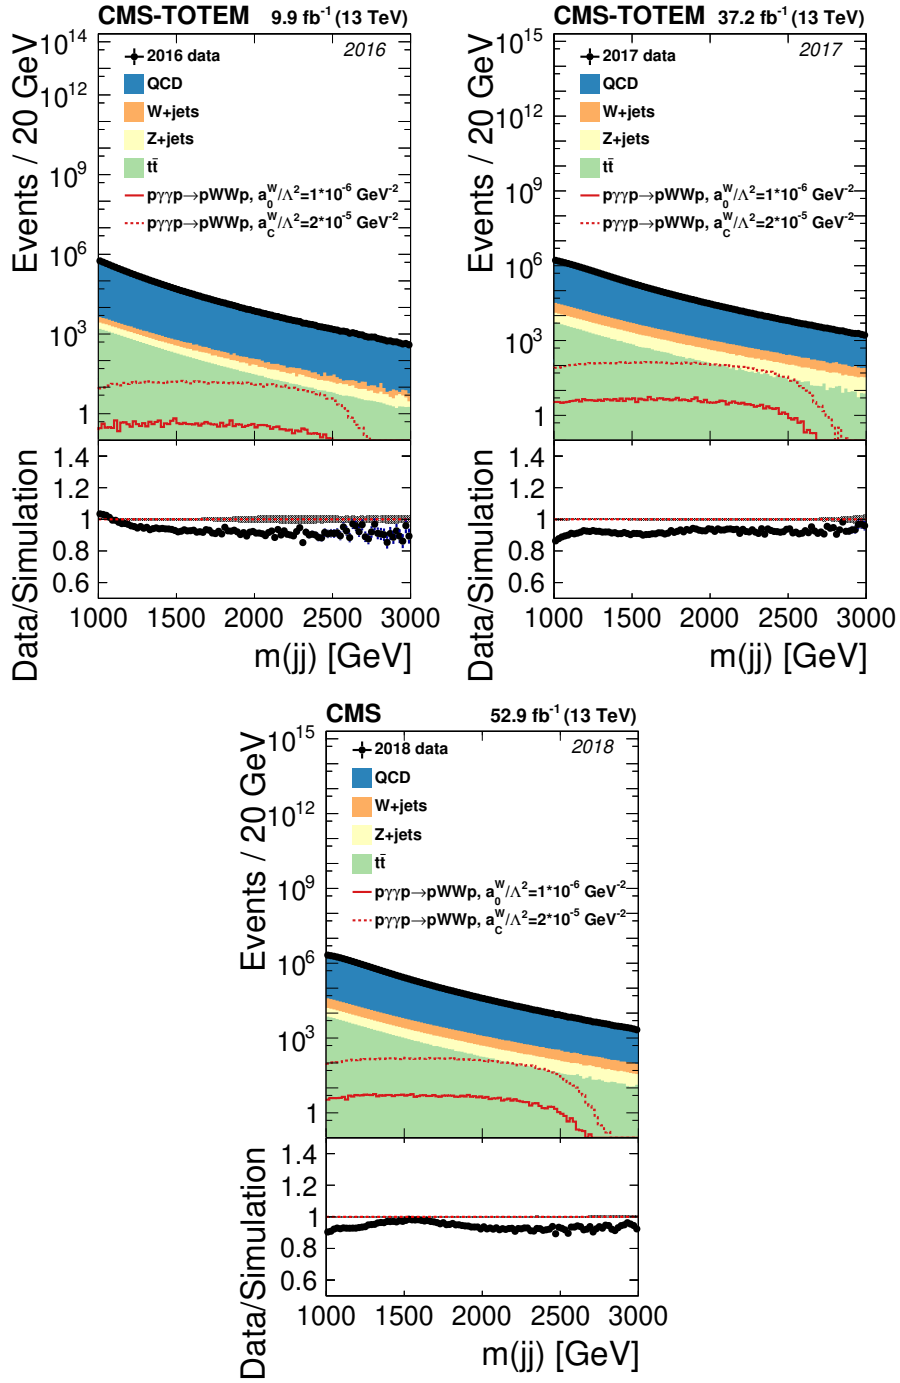 CMS-TOTEM 9.9 fb⁻¹ (13 TeV)
2016
Events / 20 GeV
10¹⁴
10¹²
10⁹
10⁶
10³
1
2016 data
QCD
W+jets
Z+jets
tt̄
pγγp→pWWp, a₀ᵂ/Λ²=1*10⁻⁶ GeV⁻²
pγγp→pWWp, a_Cᵂ/Λ²=2*10⁻⁵ GeV⁻²
Data/Simulation
1.4
1.2
1
0.8
0.6
1000 1500 2000 2500 3000
m(jj) [GeV]
CMS-TOTEM 37.2 fb⁻¹ (13 TeV)
2017
Events / 20 GeV
10¹⁵
10¹²
10⁹
10⁶
10³
1
2017 data
QCD
W+jets
Z+jets
tt̄
pγγp→pWWp, a₀ᵂ/Λ²=1*10⁻⁶ GeV⁻²
pγγp→pWWp, a_Cᵂ/Λ²=2*10⁻⁵ GeV⁻²
Data/Simulation
1.4
1.2
1
0.8
0.6
1000 1500 2000 2500 3000
m(jj) [GeV]
CMS 52.9 fb⁻¹ (13 TeV)
2018
Events / 20 GeV
10¹⁵
10¹²
10⁹
10⁶
10³
1
2018 data
QCD
W+jets
Z+jets
tt̄
pγγp→pWWp, a₀ᵂ/Λ²=1*10⁻⁶ GeV⁻²
pγγp→pWWp, a_Cᵂ/Λ²=2*10⁻⁵ GeV⁻²
Data/Simulation
1.4
1.2
1
0.8
0.6
1000 1500 2000 2500 3000
m(jj) [GeV]